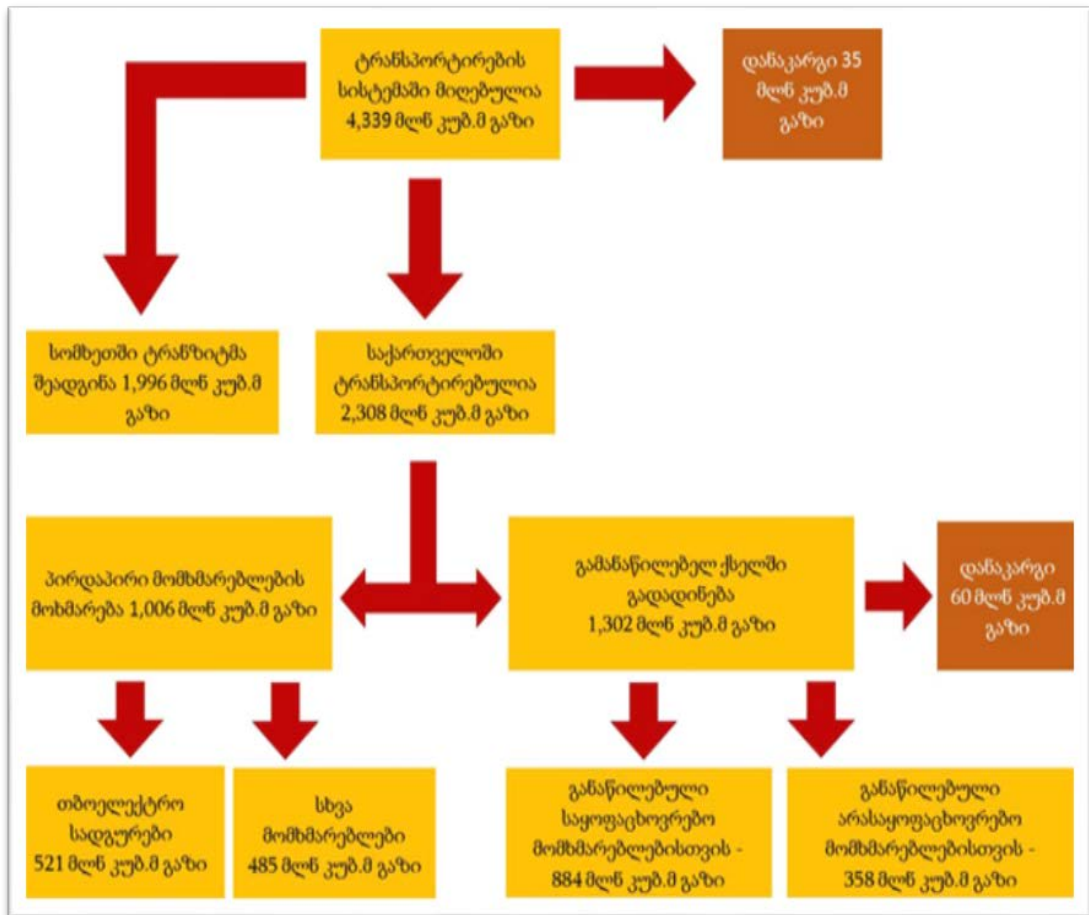 ტრანსპორტირების
სისტემაში მიღებულია
4,339 მლნ კუბ.მ გაზი
დანაკარგი 35
მლნ კუბ.მ
გაზი
სომხეთში ტრანზიტმა
შეადგინა 1,996 მლნ კუბ.მ
გაზი
საქართველოში
ტრანსპორტირებულია
2,308 მლნ კუბ.მ გაზი
პირდაპირი მომხმარებლების
მოხმარება 1,006 მლნ კუბ.მ გაზი
გამანაწილებელ ქსელში
გადადინება
1,302 მლნ კუბ.მ გაზი
დანაკარგი
60 მლნ კუბ.მ
გაზი
თბოელექტრო
სადგურები
521 მლნ კუბ.მ გაზი
სხვა
მომხმარებლები
485 მლნ კუბ.მ გაზი
განაწილებული
საყოფაცხოვრებო
მომხმარებლებისთვის -
884 მლნ კუბ.მ გაზი
განაწილებული
არასაყოფაცხოვრებო
მომხმარებლებისთვის -
358 მლნ კუბ.მ გაზი